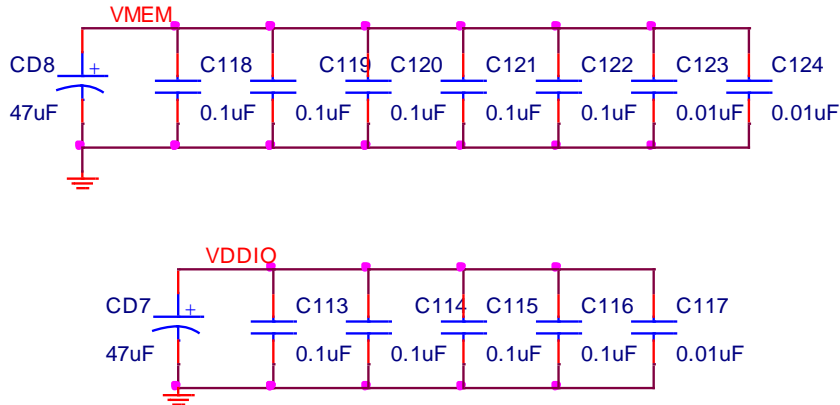 VMEM
CD8 + C118 C119 C120 C121 C122 C123 C124
47uF 0.1uF 0.1uF 0.1uF 0.1uF 0.1uF 0.01uF 0.01uF
VDDIO
CD7 + C113 C114 C115 C116 C117
47uF 0.1uF 0.1uF 0.1uF 0.1uF 0.01uF